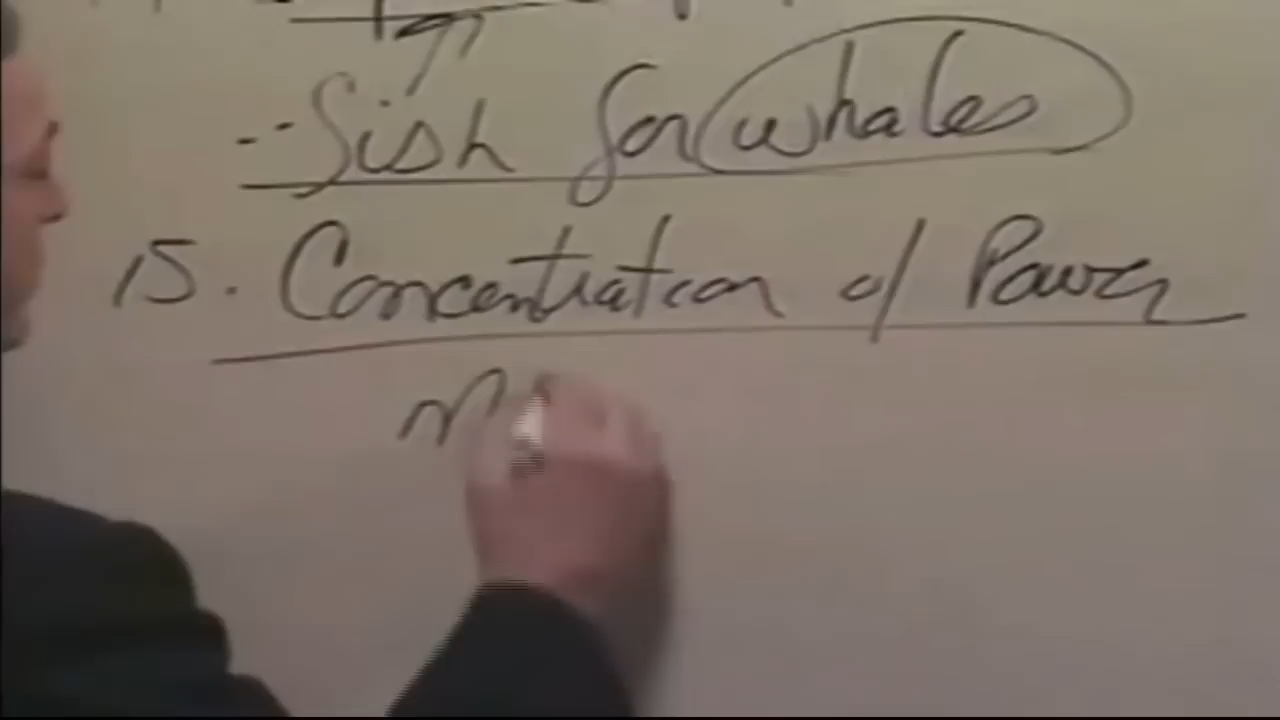 -- Fish for whales
15. Concentration of Power